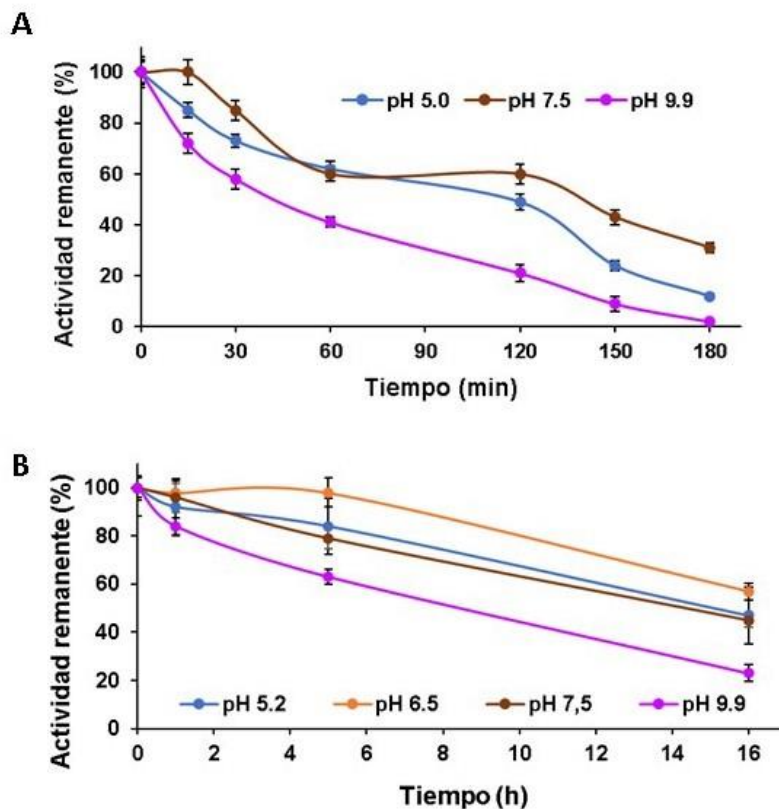 A
Actividad remanente (%)
100
80
60
40
20
0
pH 5.0 pH 7.5 pH 9.9
0 30 60 90 120 150 180
Tiempo (min)
B
Actividad remanente (%)
100
80
60
40
20
0
pH 5.2 pH 6.5 pH 7,5 pH 9.9
0 2 4 6 8 10 12 14 16
Tiempo (h)